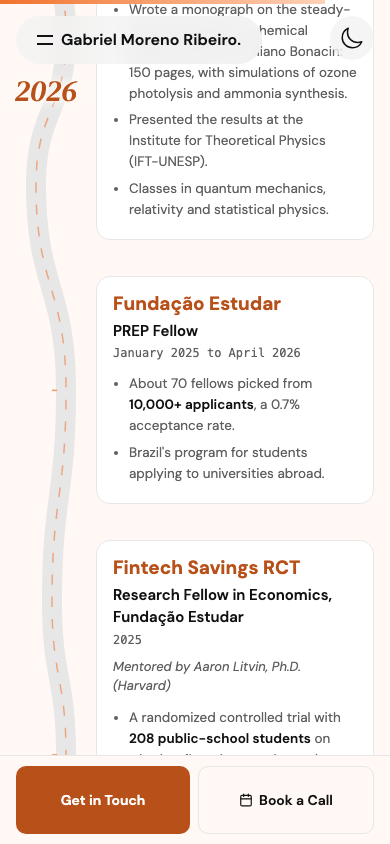 Wrote a monograph on the steady-
hemical
Gabriel Moreno Ribeiro.
iano Bonacin.
150 pages, with simulations of ozone
2026
photolysis and ammonia synthesis.
Presented the results at the
Institute for Theoretical Physics
(IFT-UNESP).
Classes in quantum mechanics,
relativity and statistical physics.
Fundação Estudar
PREP Fellow
January 2025 to April 2026
About 70 fellows picked from
10,000+ applicants, a 0.7%
acceptance rate.
Brazil's program for students
applying to universities abroad.
Fintech Savings RCT
Research Fellow in Economics,
Fundação Estudar
2025
Mentored by Aaron Litvin, Ph.D.
(Harvard)
A randomized controlled trial with
208 public-school students on
Get in Touch
Book a Call